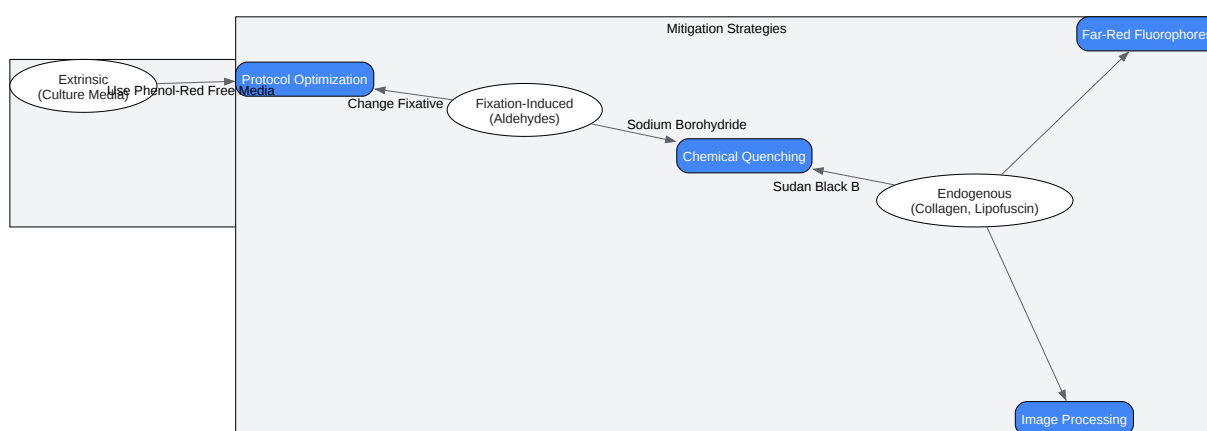 Mitigation Strategies
Far-Red Fluorophores
Extrinsic
(Culture Media)
Use Phenol-Red Free Media
Protocol Optimization
Change Fixative
Fixation-Induced
(Aldehydes)
Sodium Borohydride
Chemical Quenching
Sudan Black B
Endogenous
(Collagen, Lipofuscin)
Image Processing